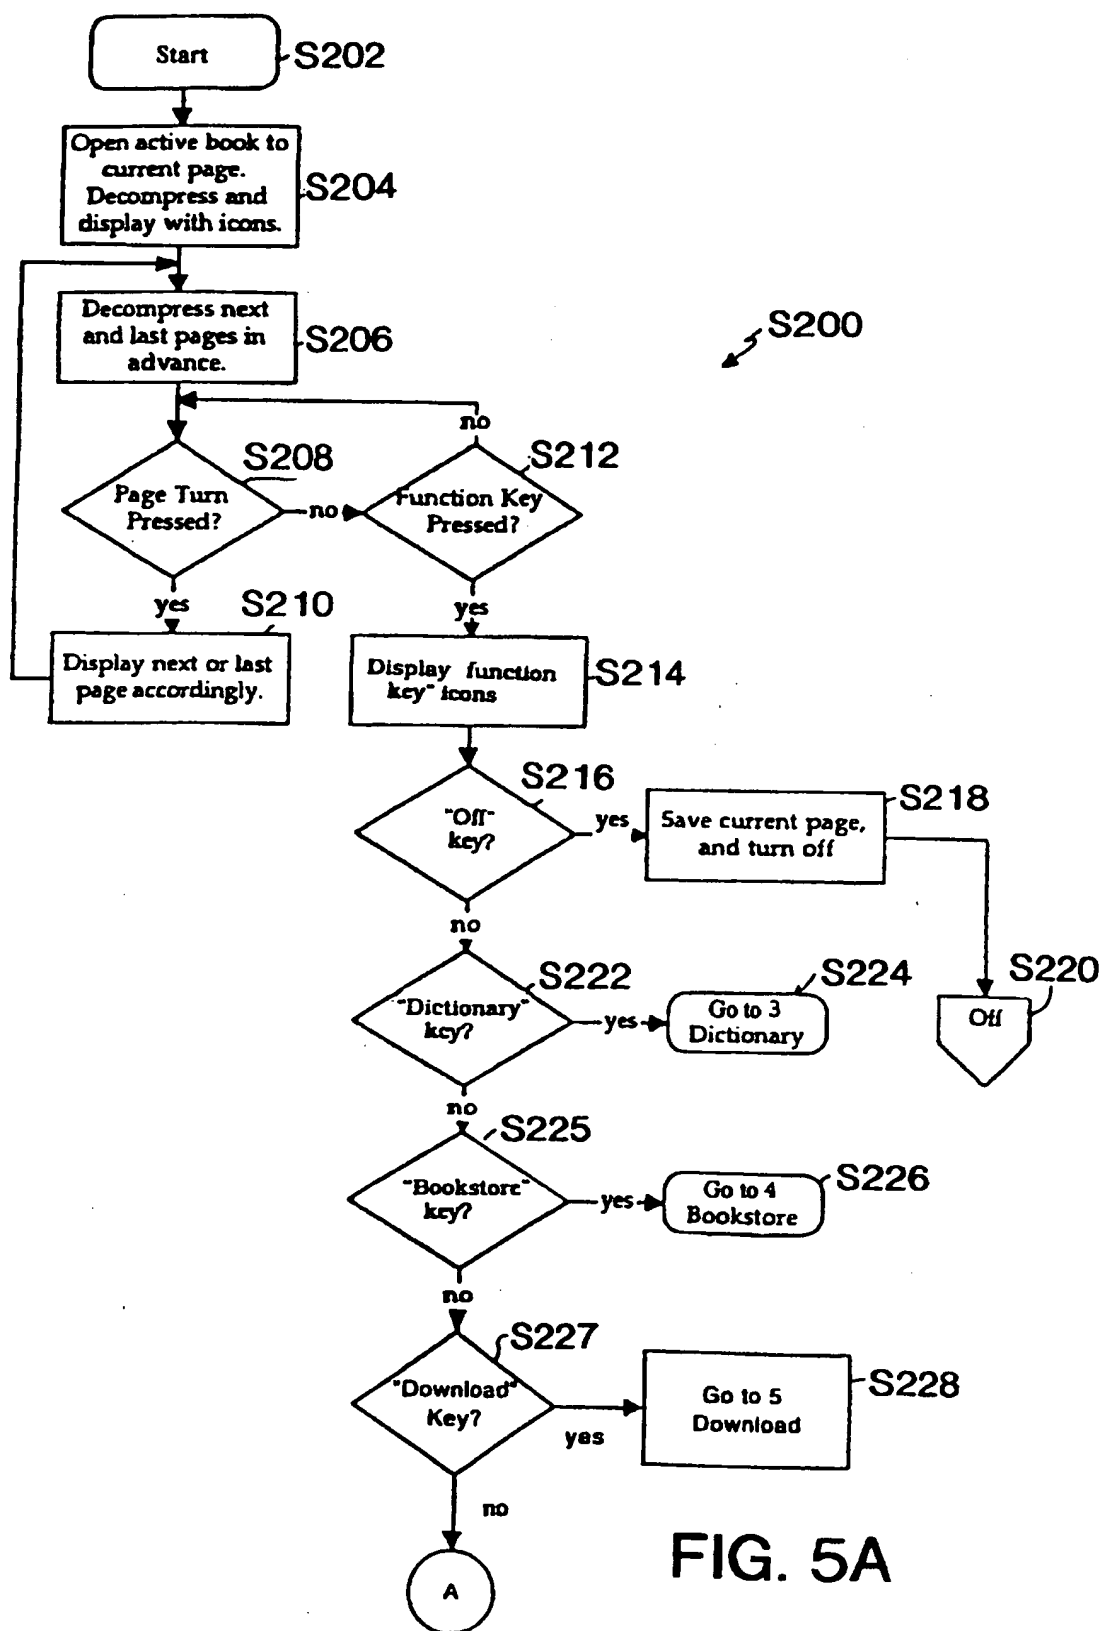 Start
S202
Open active book to
current page.
Decompress and
display with icons.
S204
Decompress next
and last pages in
advance.
S206
S200
no
S208
S212
Page Turn
Pressed?
no
Function Key
Pressed?
yes
S210
yes
Display next or last
page accordingly.
Display function
key" icons
S214
S216
"Off"
key?
yes
Save current page,
and turn off
S218
no
S222
"Dictionary"
key?
yes
Go to 3
Dictionary
S224
S220
Off
no
S225
"Bookstore"
key?
yes
Go to 4
Bookstore
S226
no
S227
"Download"
Key?
yes
Go to 5
Download
S228
no
A
FIG. 5A